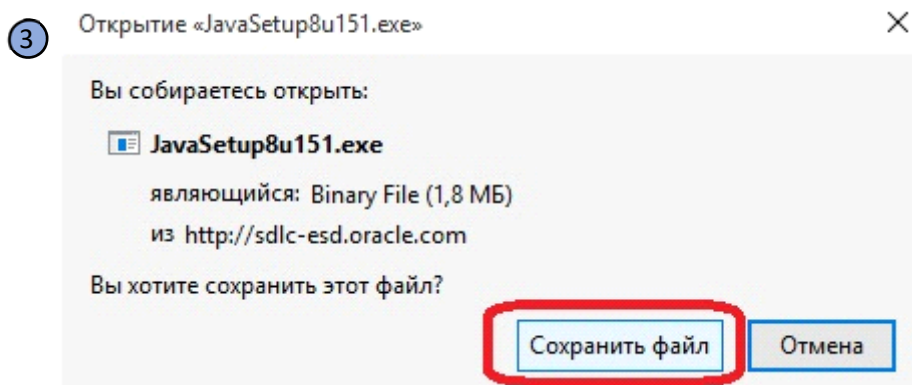 3
Открытие «JavaSetup8u151.exe»
Вы собираетесь открыть:
JavaSetup8u151.exe
являющийся: Binary File (1,8 МБ)
из http://sdlc-esd.oracle.com
Вы хотите сохранить этот файл?
Сохранить файл Отмена